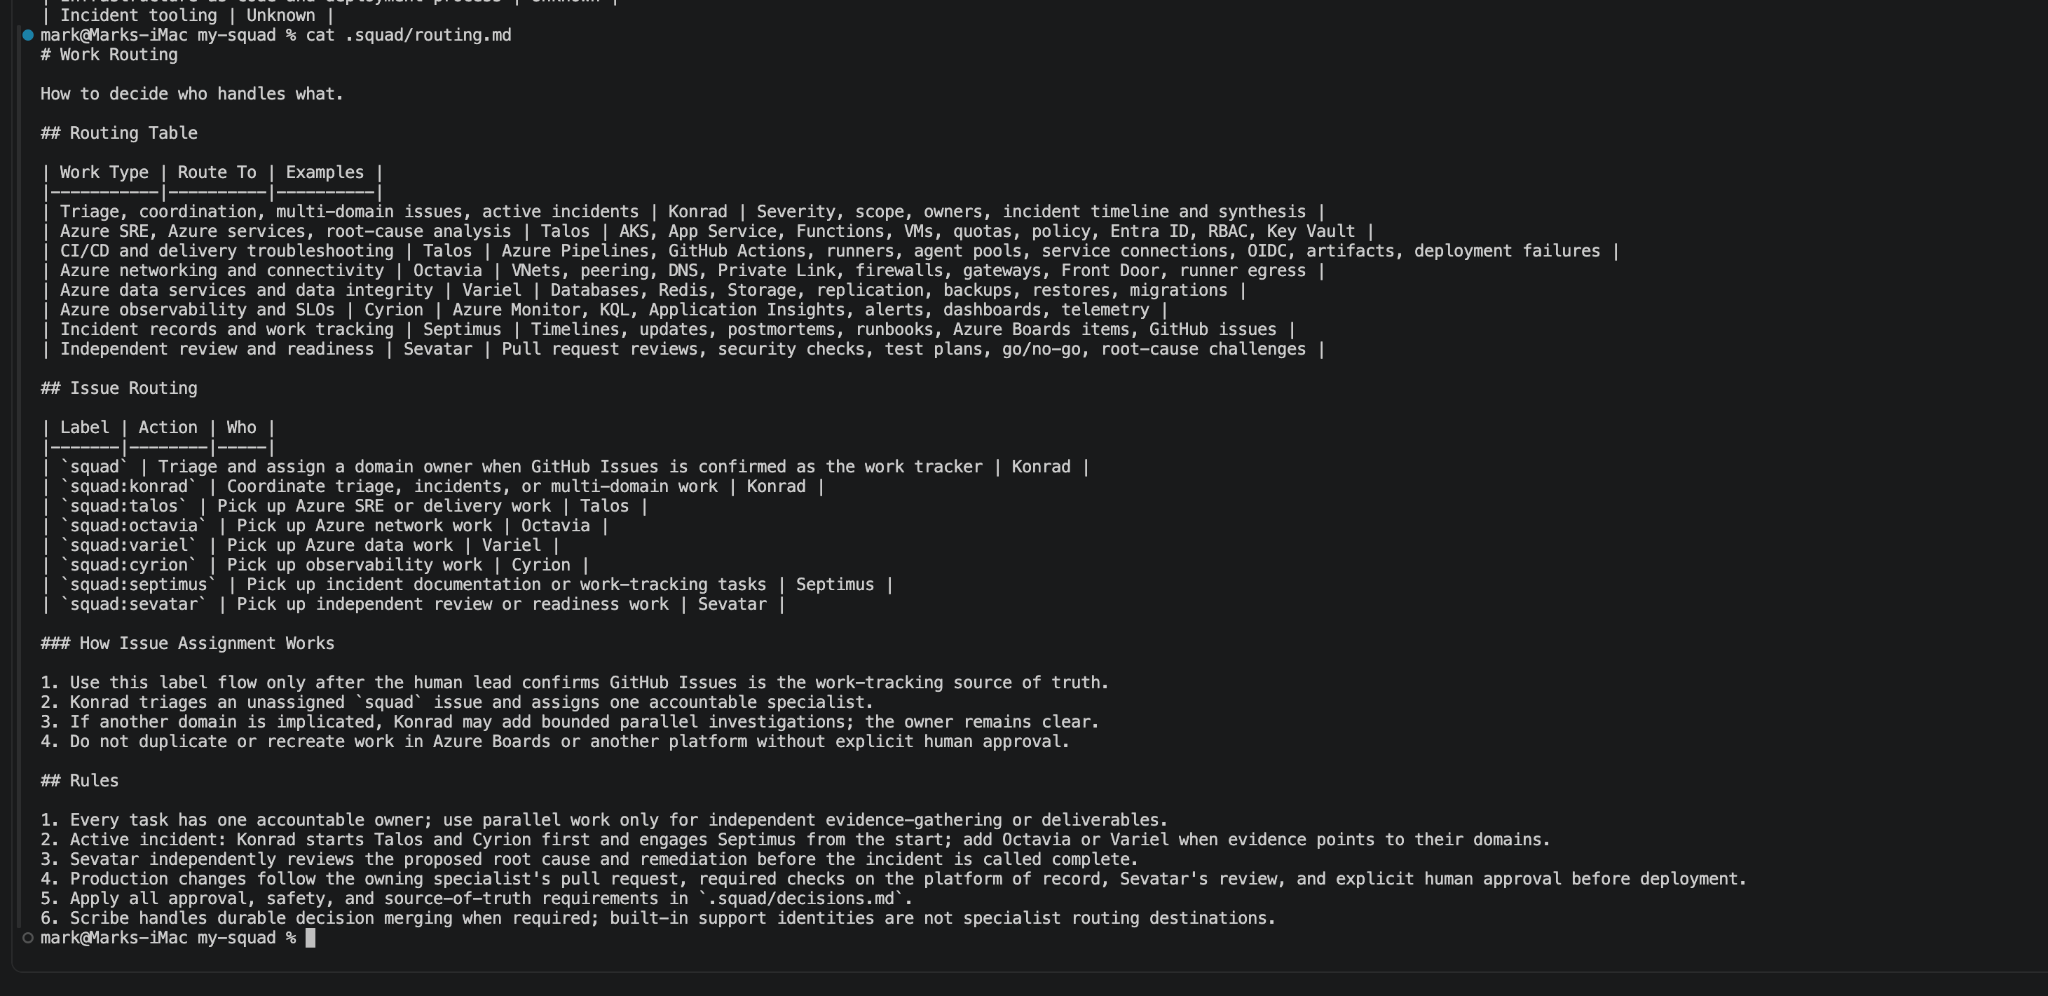 | Incident tooling | Unknown |
mark@Marks-iMac my-squad % cat .squad/routing.md
# Work Routing
How to decide who handles what.
## Routing Table
| Work Type | Route To | Examples |
|-----------|----------|----------|
| Triage, coordination, multi-domain issues, active incidents | Konrad | Severity, scope, owners, incident timeline and synthesis |
| Azure SRE, Azure services, root-cause analysis | Talos | AKS, App Service, Functions, VMs, quotas, policy, Entra ID, RBAC, Key Vault |
| CI/CD and delivery troubleshooting | Talos | Azure Pipelines, GitHub Actions, runners, agent pools, service connections, OIDC, artifacts, deployment failures |
| Azure networking and connectivity | Octavia | VNets, peering, DNS, Private Link, firewalls, gateways, Front Door, runner egress |
| Azure data services and data integrity | Variel | Databases, Redis, Storage, replication, backups, restores, migrations |
| Azure observability and SLOs | Cyrion | Azure Monitor, KQL, Application Insights, alerts, dashboards, telemetry |
| Incident records and work tracking | Septimus | Timelines, updates, postmortems, runbooks, Azure Boards items, GitHub issues |
| Independent review and readiness | Sevatar | Pull request reviews, security checks, test plans, go/no-go, root-cause challenges |
## Issue Routing
| Label | Action | Who |
|-------|--------|-----|
| `squad` | Triage and assign a domain owner when GitHub Issues is confirmed as the work tracker | Konrad |
| `squad:konrad` | Coordinate triage, incidents, or multi-domain work | Konrad |
| `squad:talos` | Pick up Azure SRE or delivery work | Talos |
| `squad:octavia` | Pick up Azure network work | Octavia |
| `squad:variel` | Pick up Azure data work | Variel |
| `squad:cyrion` | Pick up observability work | Cyrion |
| `squad:septimus` | Pick up incident documentation or work-tracking tasks | Septimus |
| `squad:sevatar` | Pick up independent review or readiness work | Sevatar |
### How Issue Assignment Works
1. Use this label flow only after the human lead confirms GitHub Issues is the work-tracking source of truth.
2. Konrad triages an unassigned `squad` issue and assigns one accountable specialist.
3. If another domain is implicated, Konrad may add bounded parallel investigations; the owner remains clear.
4. Do not duplicate or recreate work in Azure Boards or another platform without explicit human approval.
## Rules
1. Every task has one accountable owner; use parallel work only for independent evidence-gathering or deliverables.
2. Active incident: Konrad starts Talos and Cyrion first and engages Septimus from the start; add Octavia or Variel when evidence points to their domains.
3. Sevatar independently reviews the proposed root cause and remediation before the incident is called complete.
4. Production changes follow the owning specialist's pull request, required checks on the platform of record, Sevatar's review, and explicit human approval before deployment.
5. Apply all approval, safety, and source-of-truth requirements in `.squad/decisions.md`.
6. Scribe handles durable decision merging when required; built-in support identities are not specialist routing destinations.
mark@Marks-iMac my-squad %